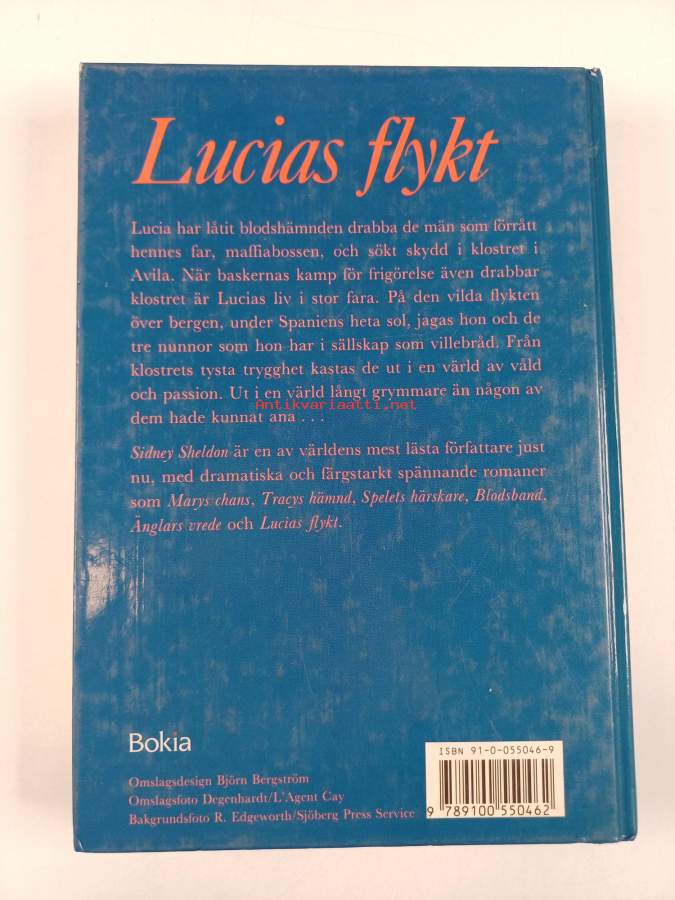 Lucias flykt
Lucia har låtit blodshämnden drabba de män som förrått
hennes far, maffiabossen, och sökt skydd i klostret i
Avila. När baskernas kamp för frigörelse även drabbar
klostret är Lucias liv i stor fara. På den vilda flykten
över bergen, under Spaniens heta sol, jagas hon och de
tre nunnor som hon har i sällskap som villebråd. Från
klostrets tysta trygghet kastas de ut i en värld av våld
och passion. Ut i en värld långt grymmare än någon av
Antikvariaatti.net
dem hade kunnat ana . . .
Sidney Sheldon är en av världens mest lästa författare just
nu, med dramatiska och färgstarkt spännande romaner
som Marys chans, Tracys hämnd, Spelets härskare, Blodsband,
Änglars vrede och Lucias flykt.
Bokia
Omslagsdesign Björn Bergström
Omslagsfoto Degenhardt/L'Agent Cay
Bakgrundsfoto R. Edgeworth/Sjöberg Press Service
ISBN 91-0-055046-9
9 789100 550462